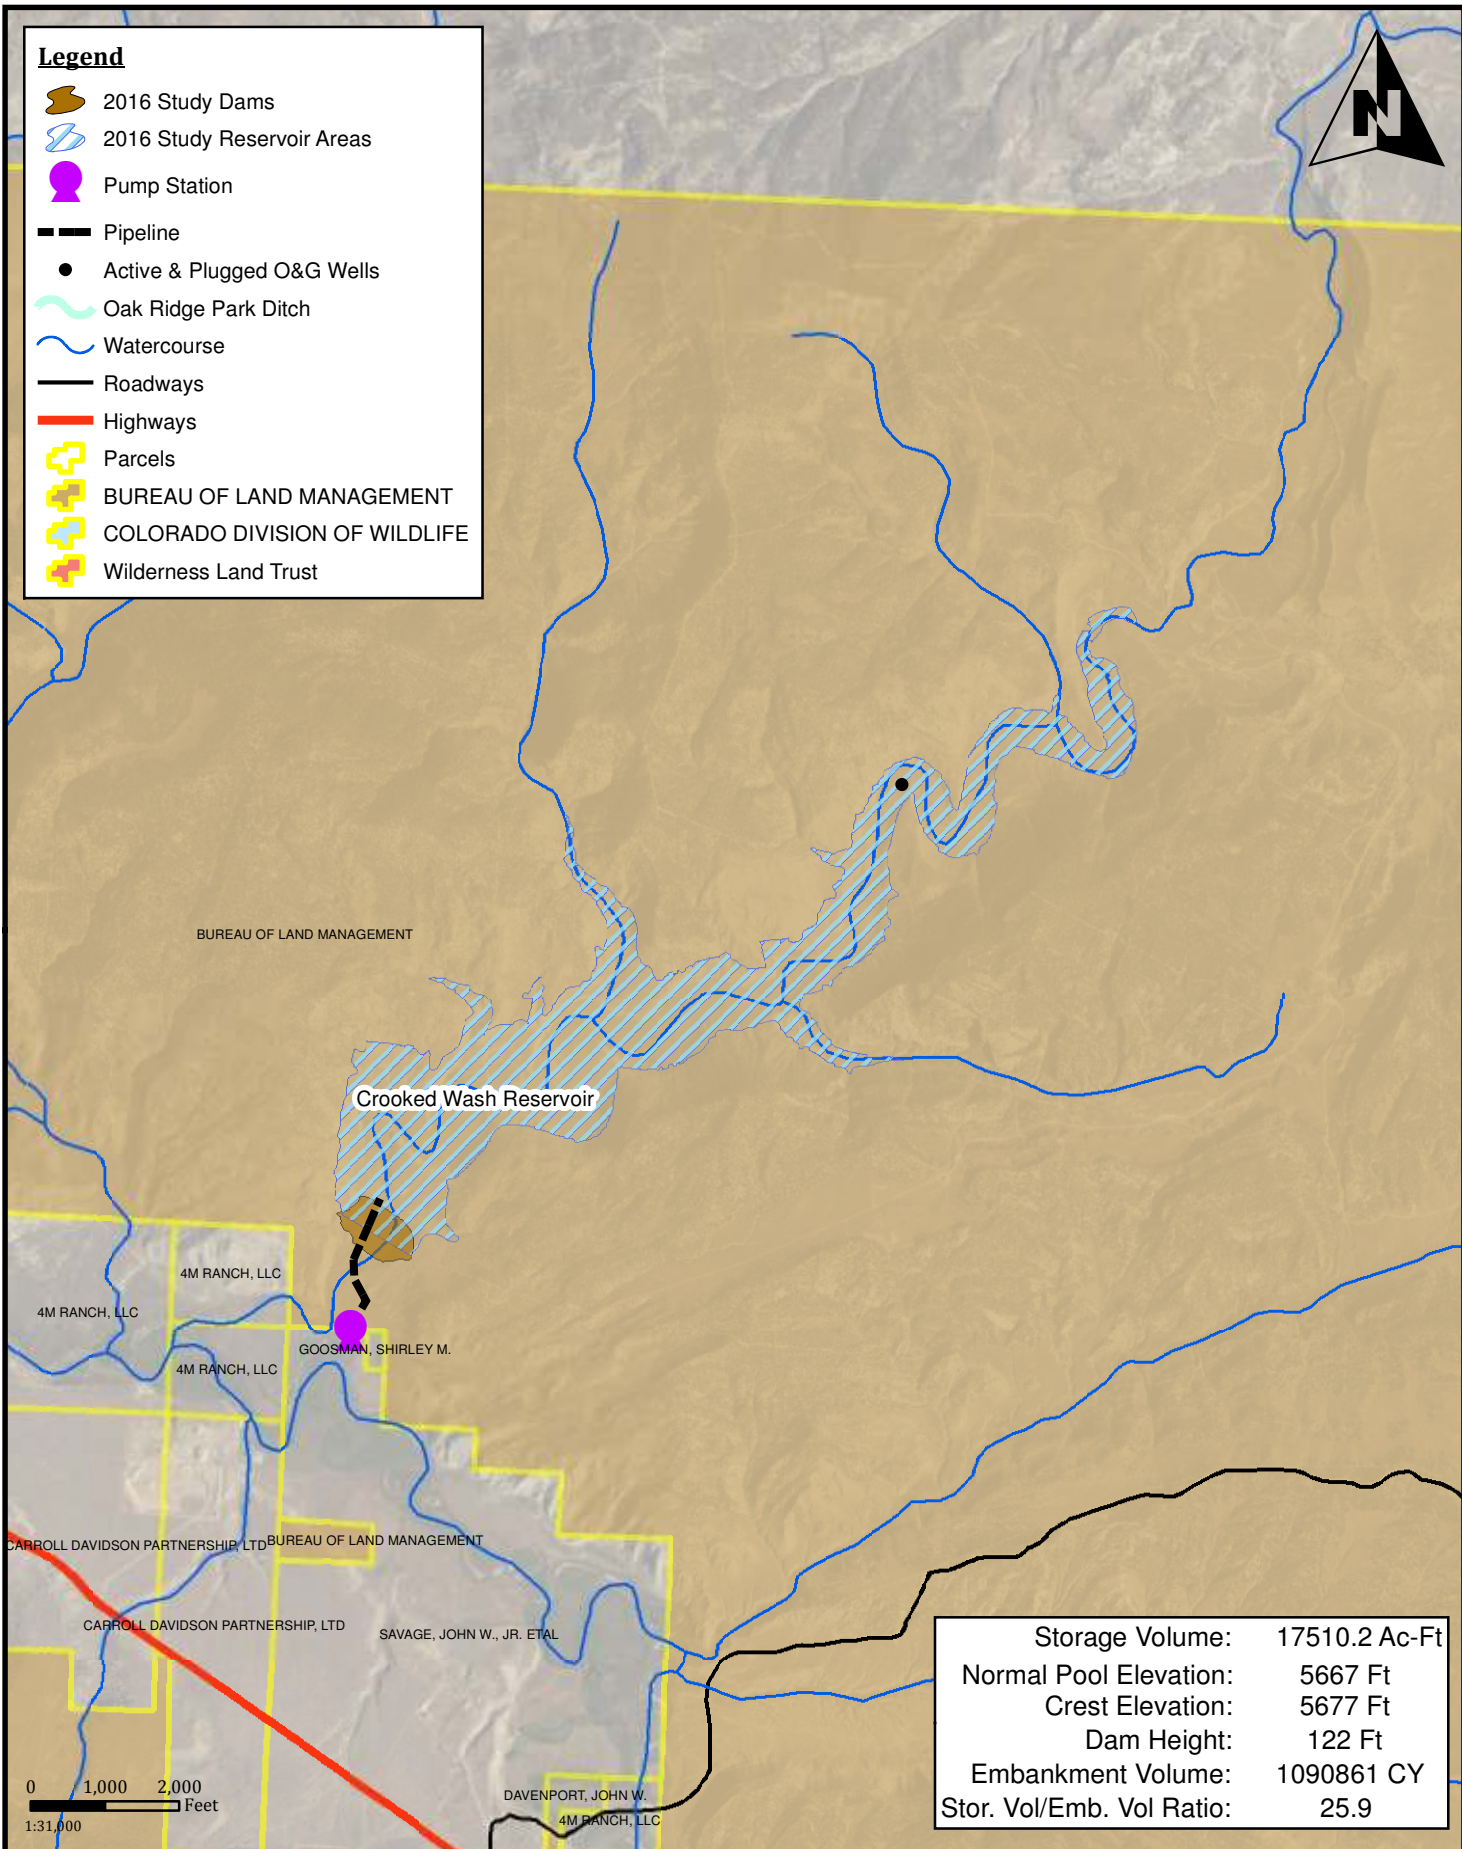 Legend
2016 Study Dams
2016 Study Reservoir Areas
Pump Station
Pipeline
Active & Plugged O&G Wells
Oak Ridge Park Ditch
Watercourse
Roadways
Highways
Parcels
BUREAU OF LAND MANAGEMENT
COLORADO DIVISION OF WILDLIFE
Wilderness Land Trust
N
BUREAU OF LAND MANAGEMENT
Crooked Wash Reservoir
4M RANCH, LLC
4M RANCH, LLC
GOOSMAN, SHIRLEY M.
4M RANCH, LLC
CARROLL DAVIDSON PARTNERSHIP, LTD
BUREAU OF LAND MANAGEMENT
CARROLL DAVIDSON PARTNERSHIP, LTD
SAVAGE, JOHN W., JR. ETAL
DAVENPORT, JOHN W.
4M RANCH, LLC
0 1,000 2,000
Feet
1:31,000
Storage Volume: 17510.2 Ac-Ft
Normal Pool Elevation: 5667 Ft
Crest Elevation: 5677 Ft
Dam Height: 122 Ft
Embankment Volume: 1090861 CY
Stor. Vol/Emb. Vol Ratio: 25.9